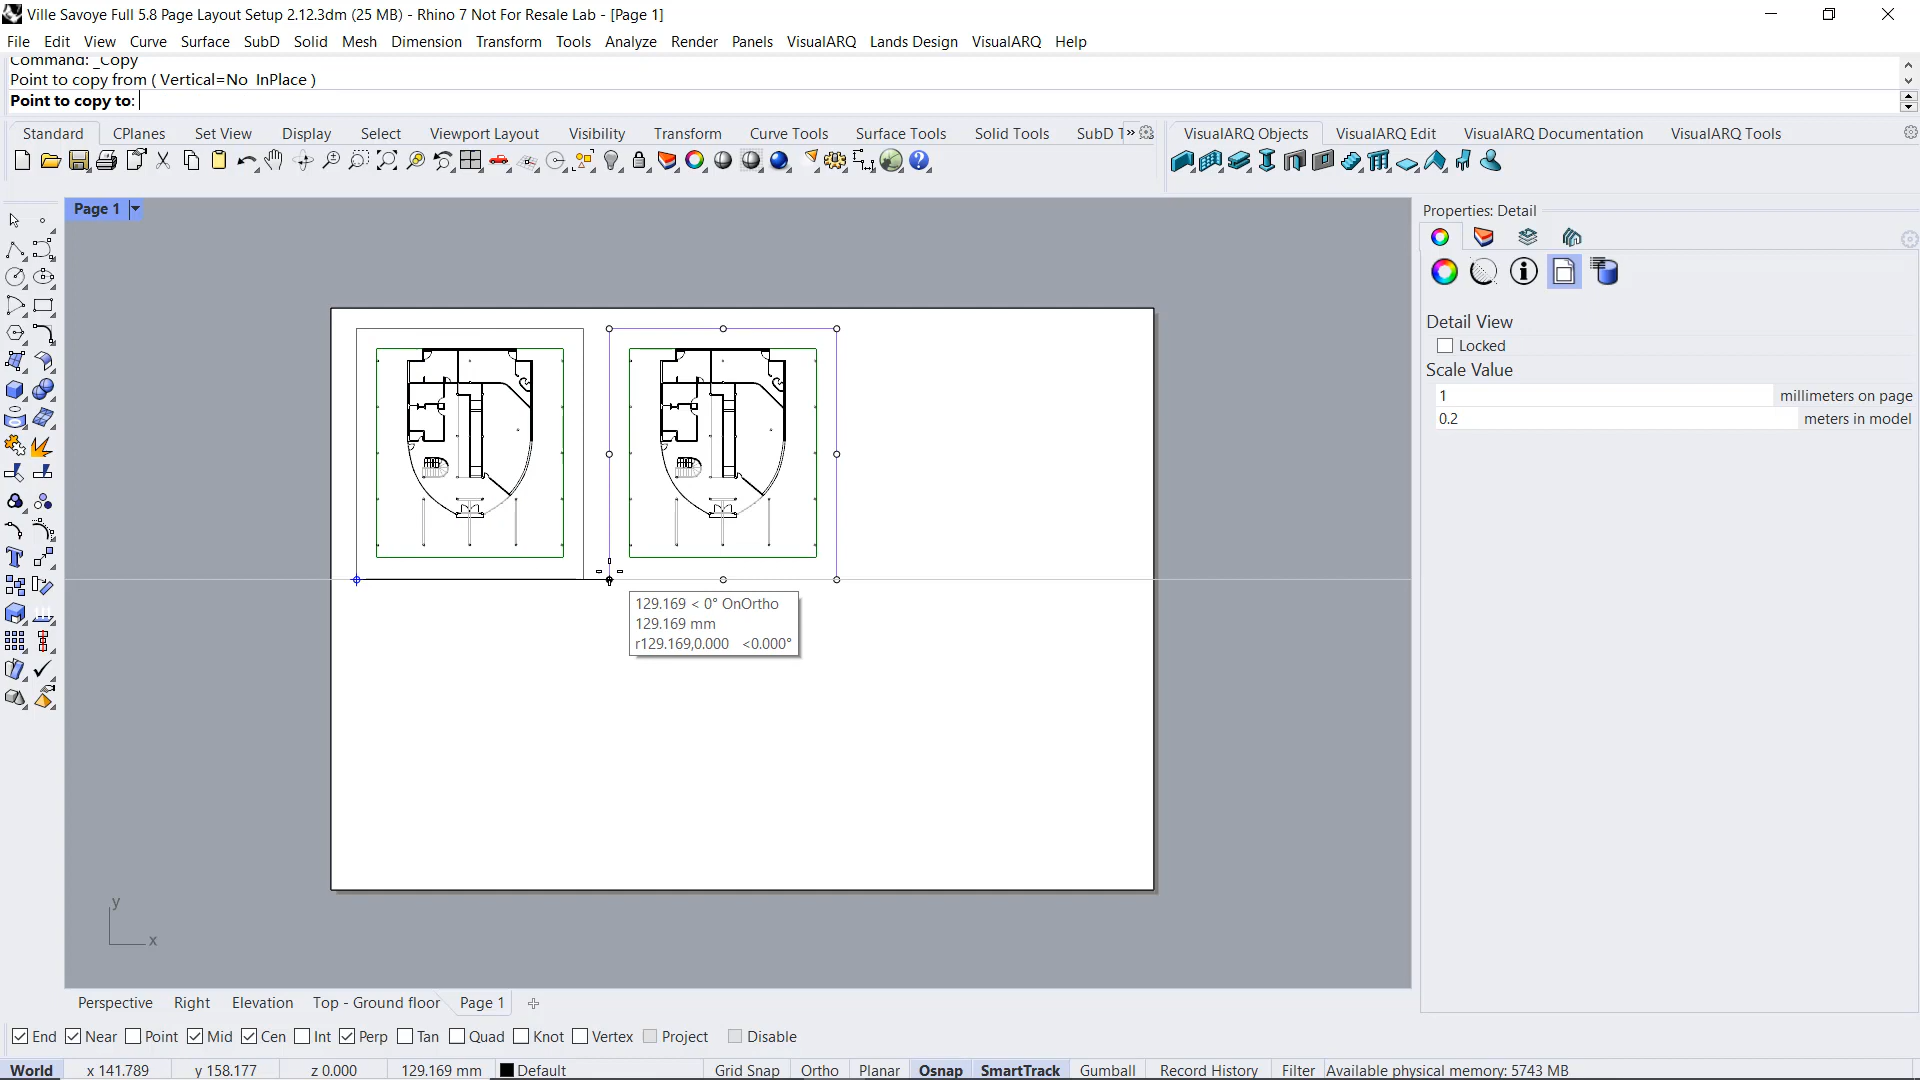 Ville Savoye Full 5.8 Page Layout Setup 2.12.3dm (25 MB) - Rhino 7 Not For Resale Lab - [Page 1]
File Edit View Curve Surface SubD Solid Mesh Dimension Transform Tools Analyze Render Panels VisualARQ Lands Design VisualARQ Help
Command: _Copy
Point to copy from ( Vertical=No InPlace )
Point to copy to:
Standard CPlanes Set View Display Select Viewport Layout Visibility Transform Curve Tools Surface Tools Solid Tools SubD T » VisualARQ Objects VisualARQ Edit VisualARQ Documentation VisualARQ Tools
Page 1
Properties: Detail
Detail View
Locked
Scale Value
1 millimeters on page
0.2 meters in model
129.169 < 0° OnOrtho
129.169 mm
r129.169,0.000 <0.000°
y
x
Perspective Right Elevation Top - Ground floor Page 1
End Near Point Mid Cen Int Perp Tan Quad Knot Vertex Project Disable
World x 141.789 y 158.177 z 0.000 129.169 mm Default Grid Snap Ortho Planar Osnap SmartTrack Gumball Record History Filter Available physical memory: 5743 MB